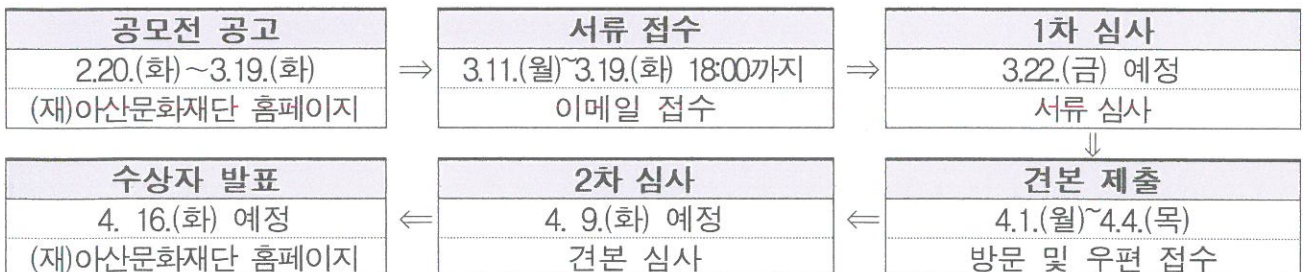 공모전 공고
2.20.(화)~3.19.(화)
(재)아산문화재단 홈페이지
⇒
서류 접수
3.11.(월)~3.19.(화) 18:00까지
이메일 접수
⇒
1차 심사
3.22.(금) 예정
서류 심사
⇓
견본 제출
4.1.(월)~4.4.(목)
방문 및 우편 접수
⇐
2차 심사
4. 9.(화) 예정
견본 심사
⇐
수상자 발표
4. 16.(화) 예정
(재)아산문화재단 홈페이지